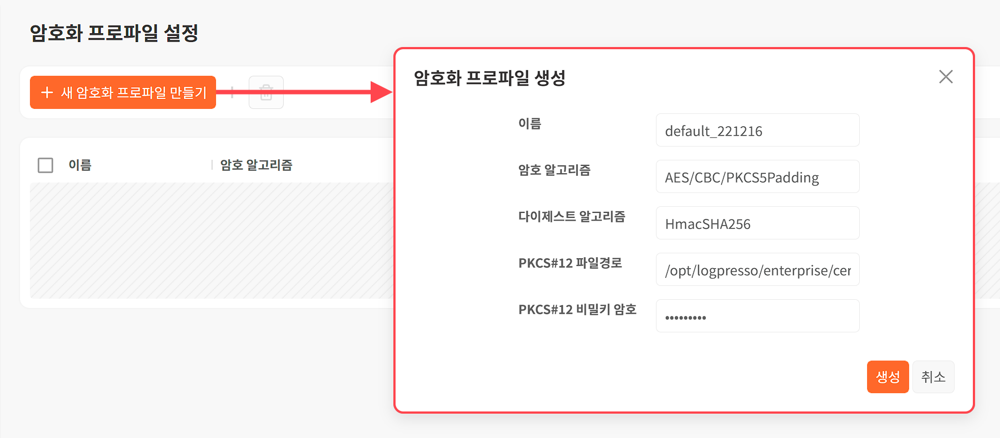 암호화 프로파일 설정
새 암호화 프로파일 만들기
이름
암호 알고리즘
암호화 프로파일 생성
이름
default_221216
암호 알고리즘
AES/CBC/PKCS5Padding
다이제스트 알고리즘
HmacSHA256
PKCS#12 파일경로
/opt/logpresso/enterprise/cer
PKCS#12 비밀키 암호
•••••••••
생성
취소